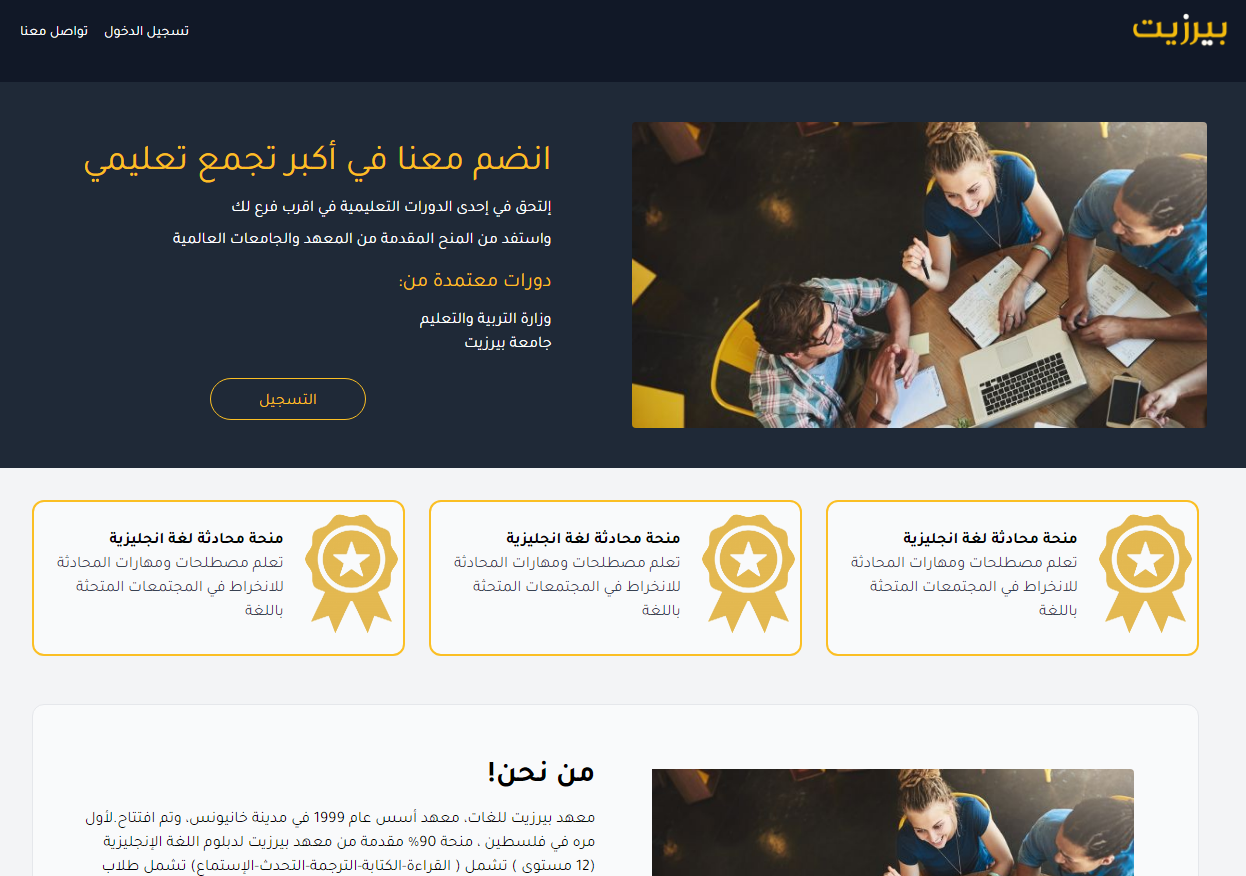 بيرزيت
تسجيل الدخول
تواصل معنا
انضم معنا في أكبر تجمع تعليمي
إلتحق في إحدى الدورات التعليمية في اقرب فرع لك
واستفد من المنح المقدمة من المعهد والجامعات العالمية
دورات معتمدة من:
وزارة التربية والتعليم
جامعة بيرزيت
التسجيل
منحة محادثة لغة انجليزية
تعلم مصطلحات ومهارات المحادثة
للانخراط في المجتمعات المتحثة
باللغة
منحة محادثة لغة انجليزية
تعلم مصطلحات ومهارات المحادثة
للانخراط في المجتمعات المتحثة
باللغة
منحة محادثة لغة انجليزية
تعلم مصطلحات ومهارات المحادثة
للانخراط في المجتمعات المتحثة
باللغة
من نحن!
معهد بيرزيت للغات، معهد أسس عام 1999 في مدينة خانيونس، وتم افتتاح.لأول
مره في فلسطين ، منحة 90% مقدمة من معهد بيرزيت لدبلوم اللغة الإنجليزية
(12 مستوى ) تشمل ( القراءة-الكتابة-الترجمة-التحدث-الإستماع) تشمل طلاب